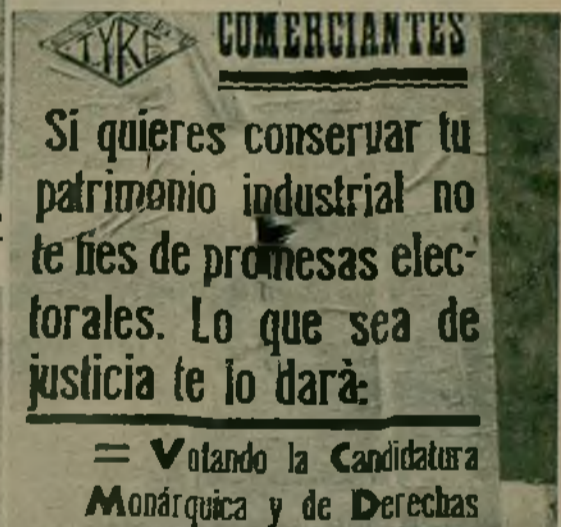 TYRE
COMERCIANTES
Si quieres conservar tu
patrimonio industrial no
te fies de promesas elec-
torales. Lo que sea de
justicia te lo dará:
= Votando la Candidatura
Monárquica y de Derechas